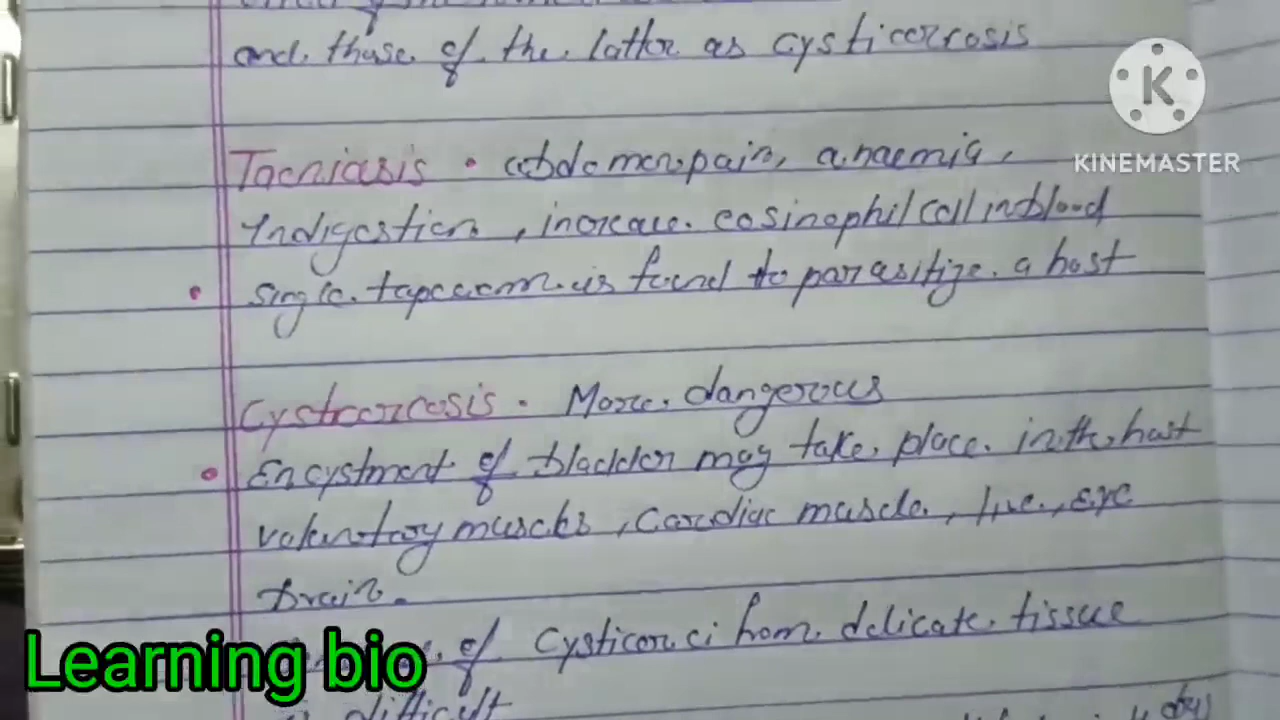 and those of the latter as cysticercosis
K
KINEMASTER
Taeniasis • abdomen pain, anaemia,
Indigestion, increase eosinophil cell in blood
• Single tapeworm is found to parasitize a host
Cysticercosis • More dangerous
• Encystment of bladder may take place in the host
voluntary muscles, cardiac muscle, live, eye
brain.
of Cysticerci from delicate tissue
Learning bio
difficult